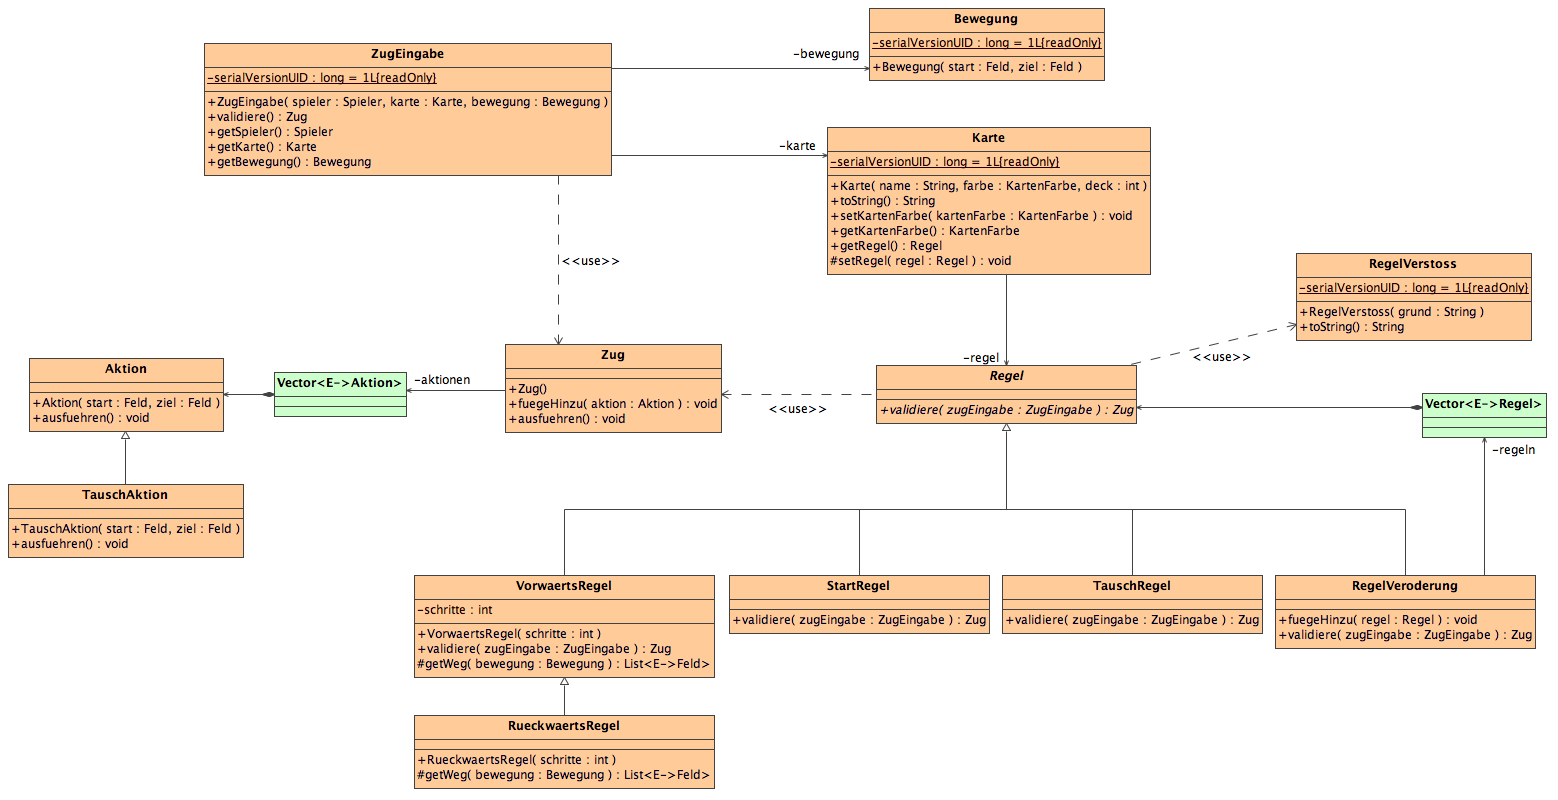 Bewegung
-serialVersionUID : long = 1L{readOnly}
+Bewegung( start : Feld, ziel : Feld )
ZugEingabe
-serialVersionUID : long = 1L{readOnly}
+ZugEingabe( spieler : Spieler, karte : Karte, bewegung : Bewegung )
+validiere() : Zug
+getSpieler() : Spieler
+getKarte() : Karte
+getBewegung() : Bewegung
-bewegung
-karte
Karte
-serialVersionUID : long = 1L{readOnly}
+Karte( name : String, farbe : KartenFarbe, deck : int )
+toString() : String
+setKartenFarbe( kartenFarbe : KartenFarbe ) : void
+getKartenFarbe() : KartenFarbe
+getRegel() : Regel
#setRegel( regel : Regel ) : void
<<use>>
RegelVerstoss
-serialVersionUID : long = 1L{readOnly}
+RegelVerstoss( grund : String )
+toString() : String
<<use>>
-regel
Aktion
+Aktion( start : Feld, ziel : Feld )
+ausfuehren() : void
Vector<E->Aktion>
-aktionen
Zug
+Zug()
+fuegeHinzu( aktion : Aktion ) : void
+ausfuehren() : void
<<use>>
Regel
+validiere( zugEingabe : ZugEingabe ) : Zug
Vector<E->Regel>
-regeln
TauschAktion
+TauschAktion( start : Feld, ziel : Feld )
+ausfuehren() : void
VorwaertsRegel
-schritte : int
+VorwaertsRegel( schritte : int )
+validiere( zugEingabe : ZugEingabe ) : Zug
#getWeg( bewegung : Bewegung ) : List<E->Feld>
StartRegel
+validiere( zugEingabe : ZugEingabe ) : Zug
TauschRegel
+validiere( zugEingabe : ZugEingabe ) : Zug
RegelVeroderung
+fuegeHinzu( regel : Regel ) : void
+validiere( zugEingabe : ZugEingabe ) : Zug
RueckwaertsRegel
+RueckwaertsRegel( schritte : int )
#getWeg( bewegung : Bewegung ) : List<E->Feld>